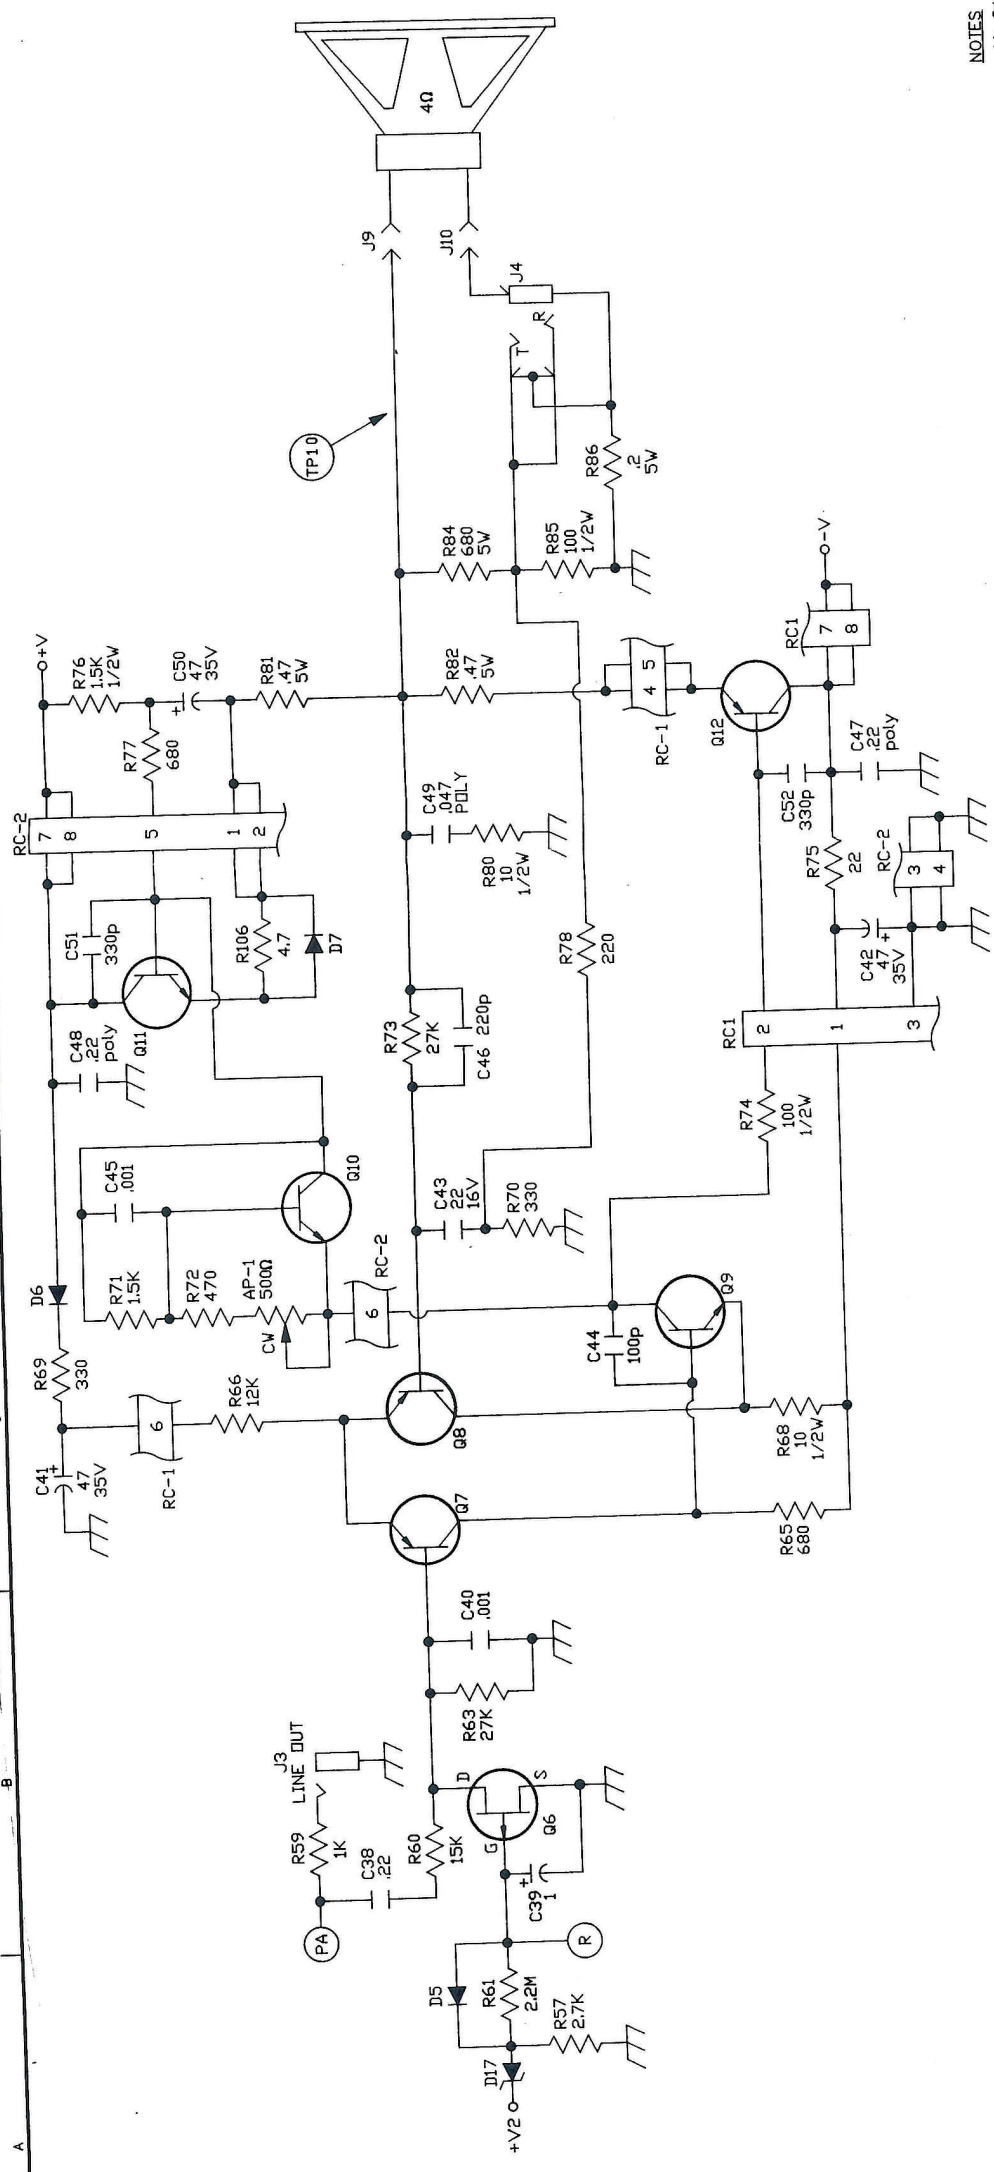 A
B
NOTES
+V2
D17
D5
R61
2.2M
R57
2.7K
R
PA
R59
1K
J3
LINE OUT
C38
.22
R60
15K
C39
1
G
D
S
Q6
R63
27K
C40
.001
Q7
Q8
R65
680
R68
10
1/2W
C41
47
35V
RC-1
6
R66
12K
R69
330
D6
R71
1.5K
R72
470
AP-1
500Ω
CW
C45
.001
Q10
RC-2
6
C44
100p
Q9
C43
22
16V
R70
330
R73
27K
C46
220p
R74
100
1/2W
RC1
2
1
3
C48
.22
poly
C51
330p
Q11
R106
4.7
D7
RC-2
7
8
5
1
2
R77
680
R76
1.5K
1/2W
+V
C50
47
35V
R81
.47
5W
C49
.047
POLY
R80
10
1/2W
R78
220
R82
.47
5W
RC-1
4
5
Q12
C52
330p
C47
.22
poly
R75
22
C42
47
35V
RC-2
3
4
RC1
7
8
-V
R84
680
5W
R85
100
1/2W
R86
.2
5W
TP10
T
R
J4
J9
J10
4Ω